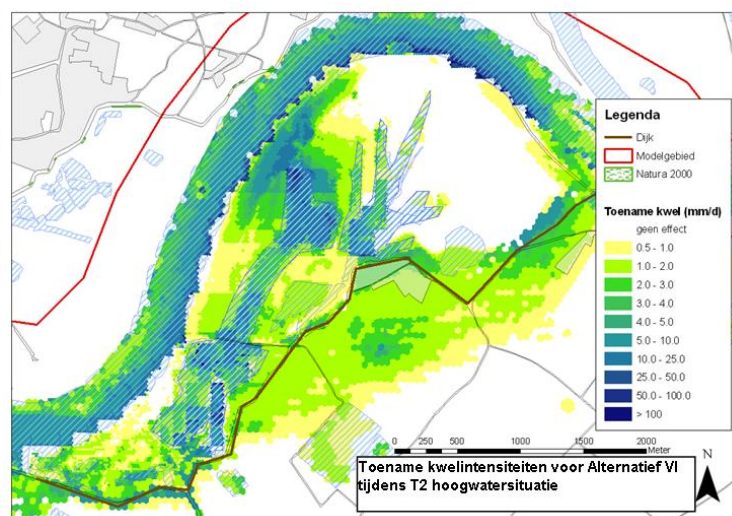 Legenda
Dijk
Modelgebied
Natura 2000
Toename kwel (mm/d)
geen effect
0.5 - 1.0
1.0 - 2.0
2.0 - 3.0
3.0 - 4.0
4.0 - 5.0
5.0 - 10.0
10.0 - 25.0
25.0 - 50.0
50.0 - 100.0
> 100
0 250 500 1000 1500 2000
Meter
N
Toename kwelintensiteiten voor Alternatief VI
tijdens T2 hoogwatersituatie